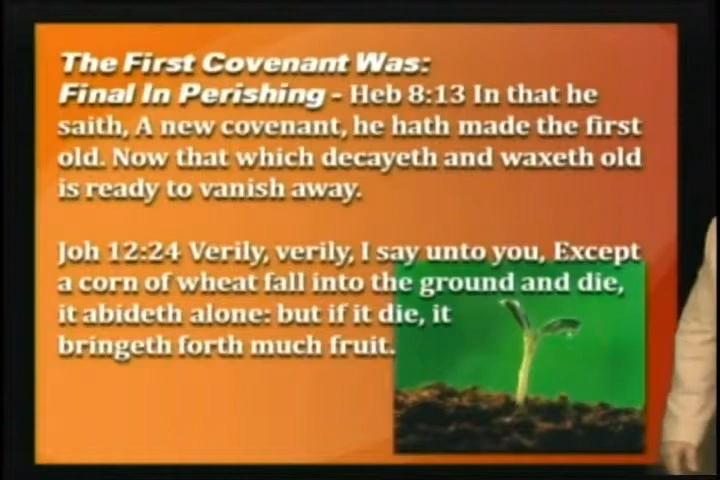 The First Covenant Was:
Final In Perishing - Heb 8:13 In that he
saith, A new covenant, he hath made the first
old. Now that which decayeth and waxeth old
is ready to vanish away.
Joh 12:24 Verily, verily, I say unto you, Except
a corn of wheat fall into the ground and die,
it abideth alone: but if it die, it
bringeth forth much fruit.